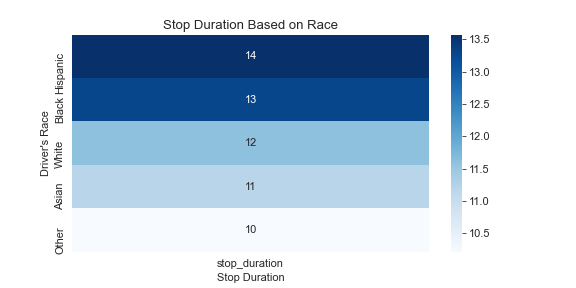 Stop Duration Based on Race
Driver's Race
Hispanic
Black
White
Asian
Other
14
13
12
11
10
stop_duration
Stop Duration
13.5
13.0
12.5
12.0
11.5
11.0
10.5